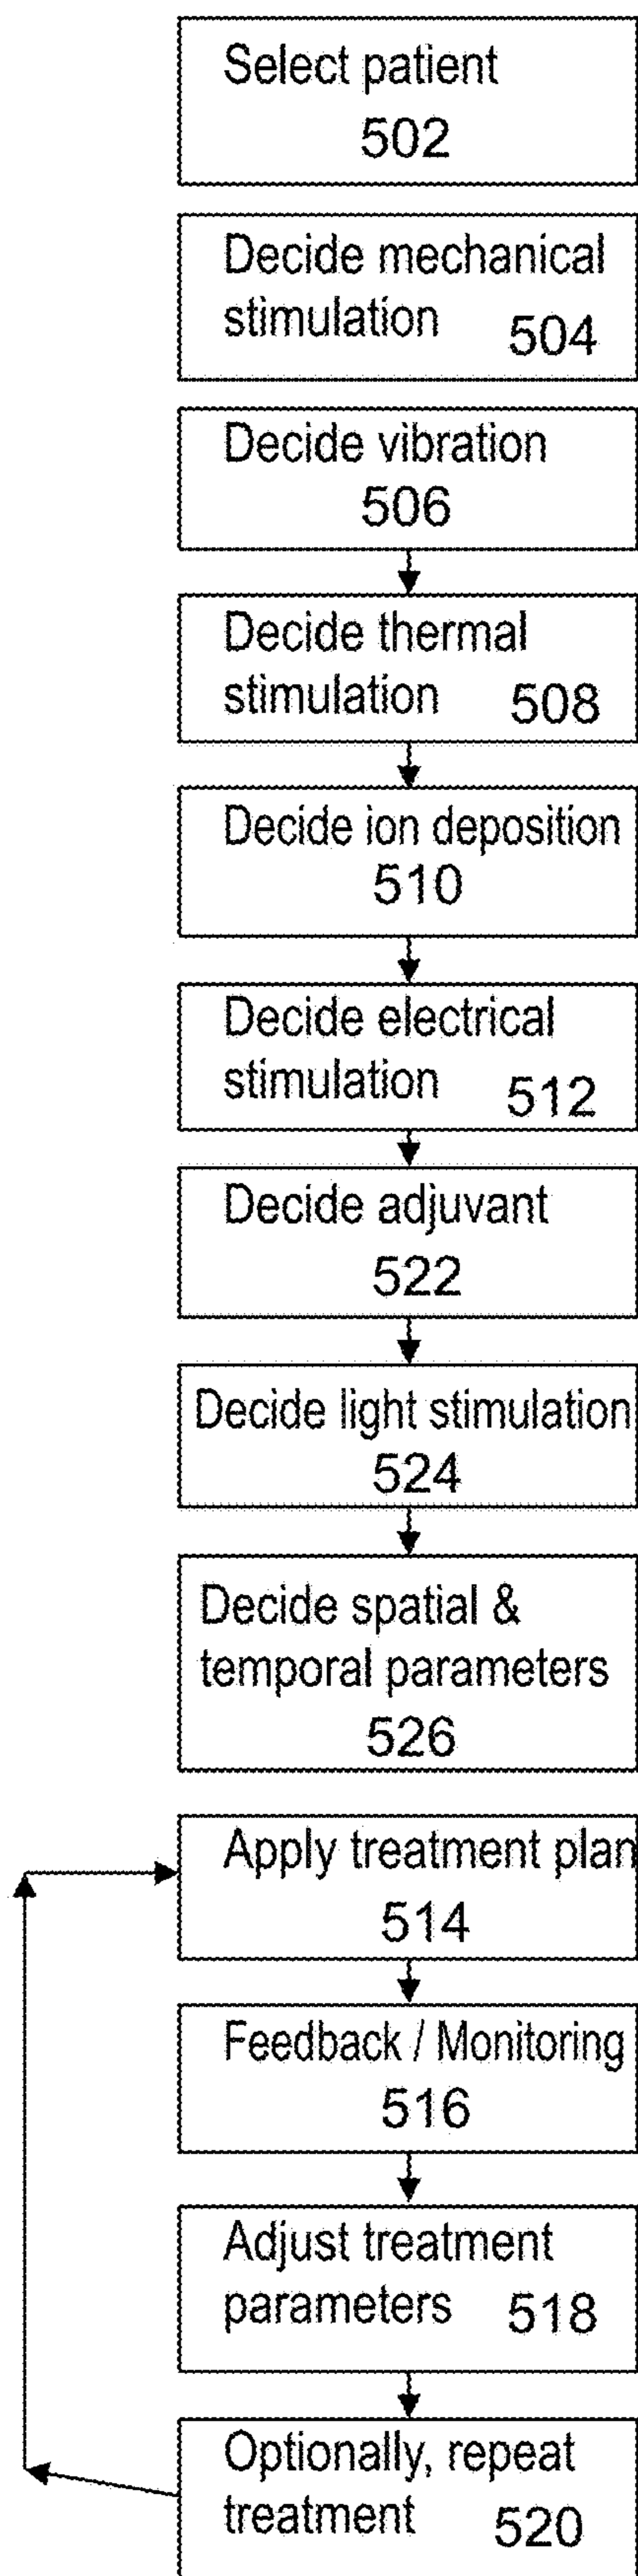 Select patient
502
Decide mechanical
stimulation 504
Decide vibration
506
Decide thermal
stimulation 508
Decide ion deposition
510
Decide electrical
stimulation 512
Decide adjuvant
522
Decide light stimulation
524
Decide spatial &
temporal parameters
526
Apply treatment plan
514
Feedback / Monitoring
516
Adjust treatment
parameters 518
Optionally, repeat
treatment 520